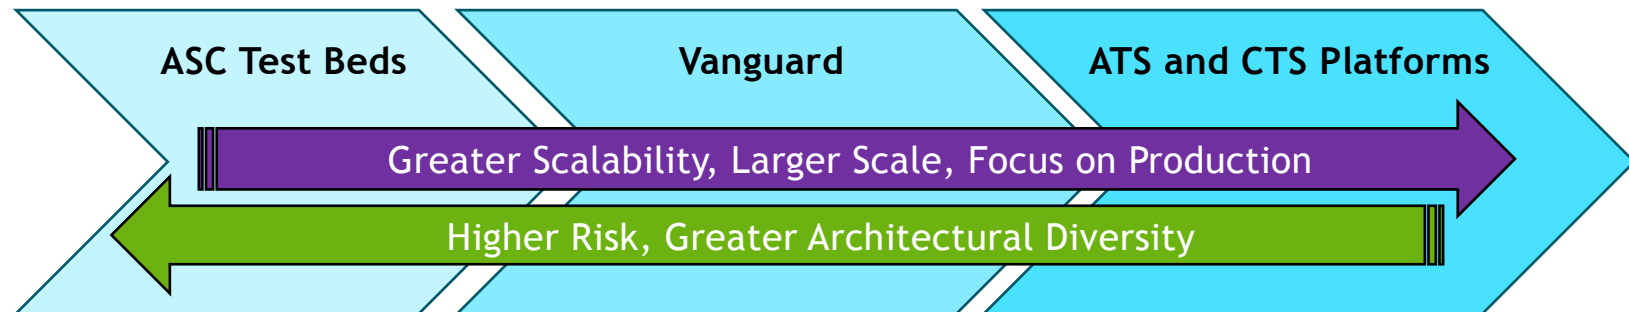 ASC Test Beds
Vanguard
ATS and CTS Platforms
Greater Scalability, Larger Scale, Focus on Production
Higher Risk, Greater Architectural Diversity